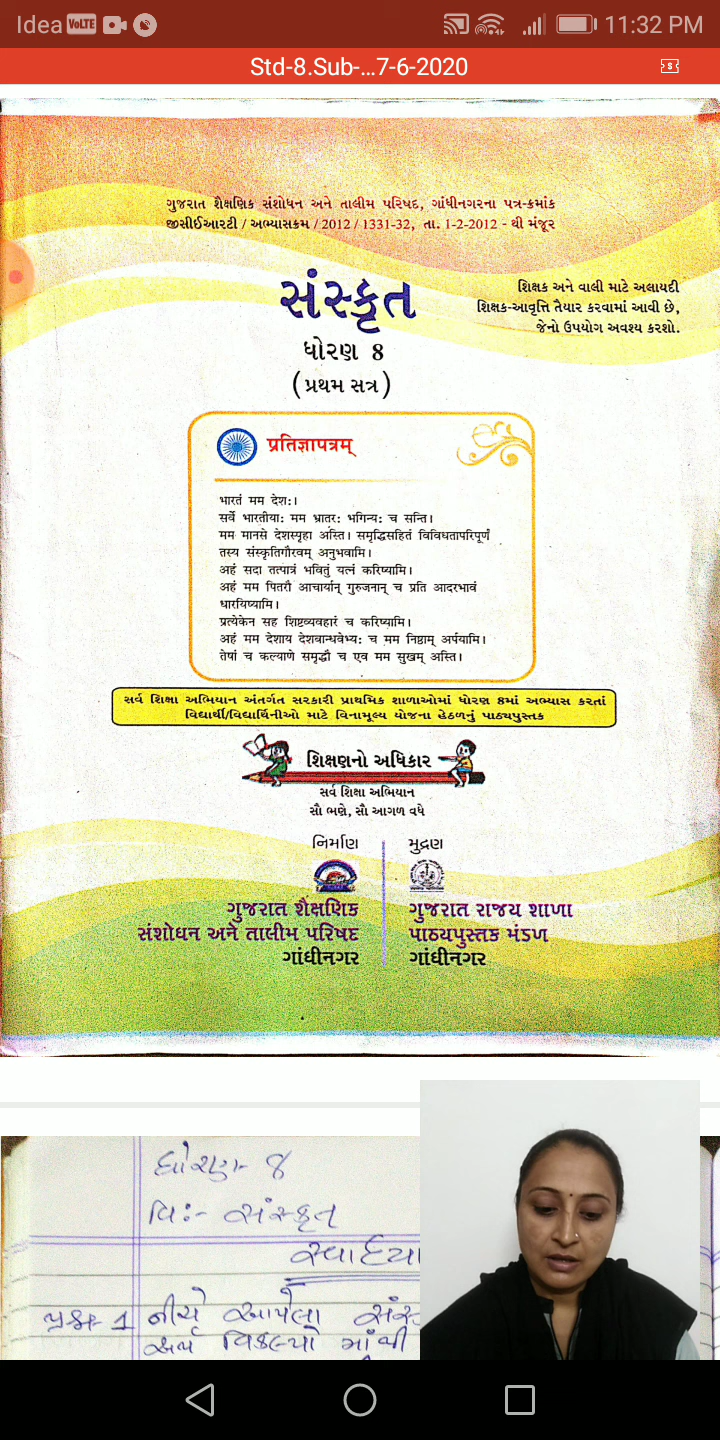 Idea VoLTE 11:32 PM
Std-8.Sub-...7-6-2020
ગુજરાત શૈક્ષણિક સંશોધન અને તાલીમ પરિષદ, ગાંધીનગરના પત્ર-ક્રમાંક
જીસીઈઆરટી / અભ્યાસક્રમ / 2012 / 1331-32, તા. 1-2-2012 - થી મંજૂર
સંસ્કૃત
ધોરણ 8
(પ્રથમ સત્ર)
શિક્ષક અને વાલી માટે અલાયદી
શિક્ષક-આવૃત્તિ તૈયાર કરવામાં આવી છે,
જેનો ઉપયોગ અવશ્ય કરશો.
प्रतिज्ञापत्रम्
भारतं मम देशः।
सर्वे भारतीयाः मम भ्रातरः भगिन्यः च सन्ति।
मम मानसे देशस्पृहा अस्ति। समृद्धिसहितं विविधतापरिपूर्णं
तस्य संस्कृतिगौरवम् अनुभवामि।
अहं सदा तत्पात्रं भवितुं यत्नं करिष्यामि।
अहं मम पितरौ आचार्यान् गुरुजनान् च प्रति आदरभावं
धारयिष्यामि।
प्रत्येकेन सह शिष्टव्यवहारं च करिष्यामि।
अहं मम देशाय देशबान्धवेभ्यः च मम निष्ठाम् अर्पयामि।
तेषां च कल्याणे समृद्धौ च एव मम सुखम् अस्ति।
સર્વ શિક્ષા અભિયાન અંતર્ગત સરકારી પ્રાથમિક શાળાઓમાં ધોરણ 8માં અભ્યાસ કરતાં
વિદ્યાર્થી/વિદ્યાર્થિનીઓ માટે વિનામૂલ્ય યોજના હેઠળનું પાઠ્યપુસ્તક
શિક્ષણનો અધિકાર
સર્વ શિક્ષા અભિયાન
સૌ ભણે, સૌ આગળ વધે
નિર્માણ
ગુજરાત શૈક્ષણિક
સંશોધન અને તાલીમ પરિષદ
ગાંધીનગર
મુદ્રણ
ગુજરાત રાજ્ય શાળા
પાઠ્યપુસ્તક મંડળ
ગાંધીનગર
ધોરણ- ૪
વિ:- સંસ્કૃત
સ્વાધ્યા
પ્રશ્ન- 1 નીચે આપેલા સંસ્
અર્થ વિકલ્પો માંથી